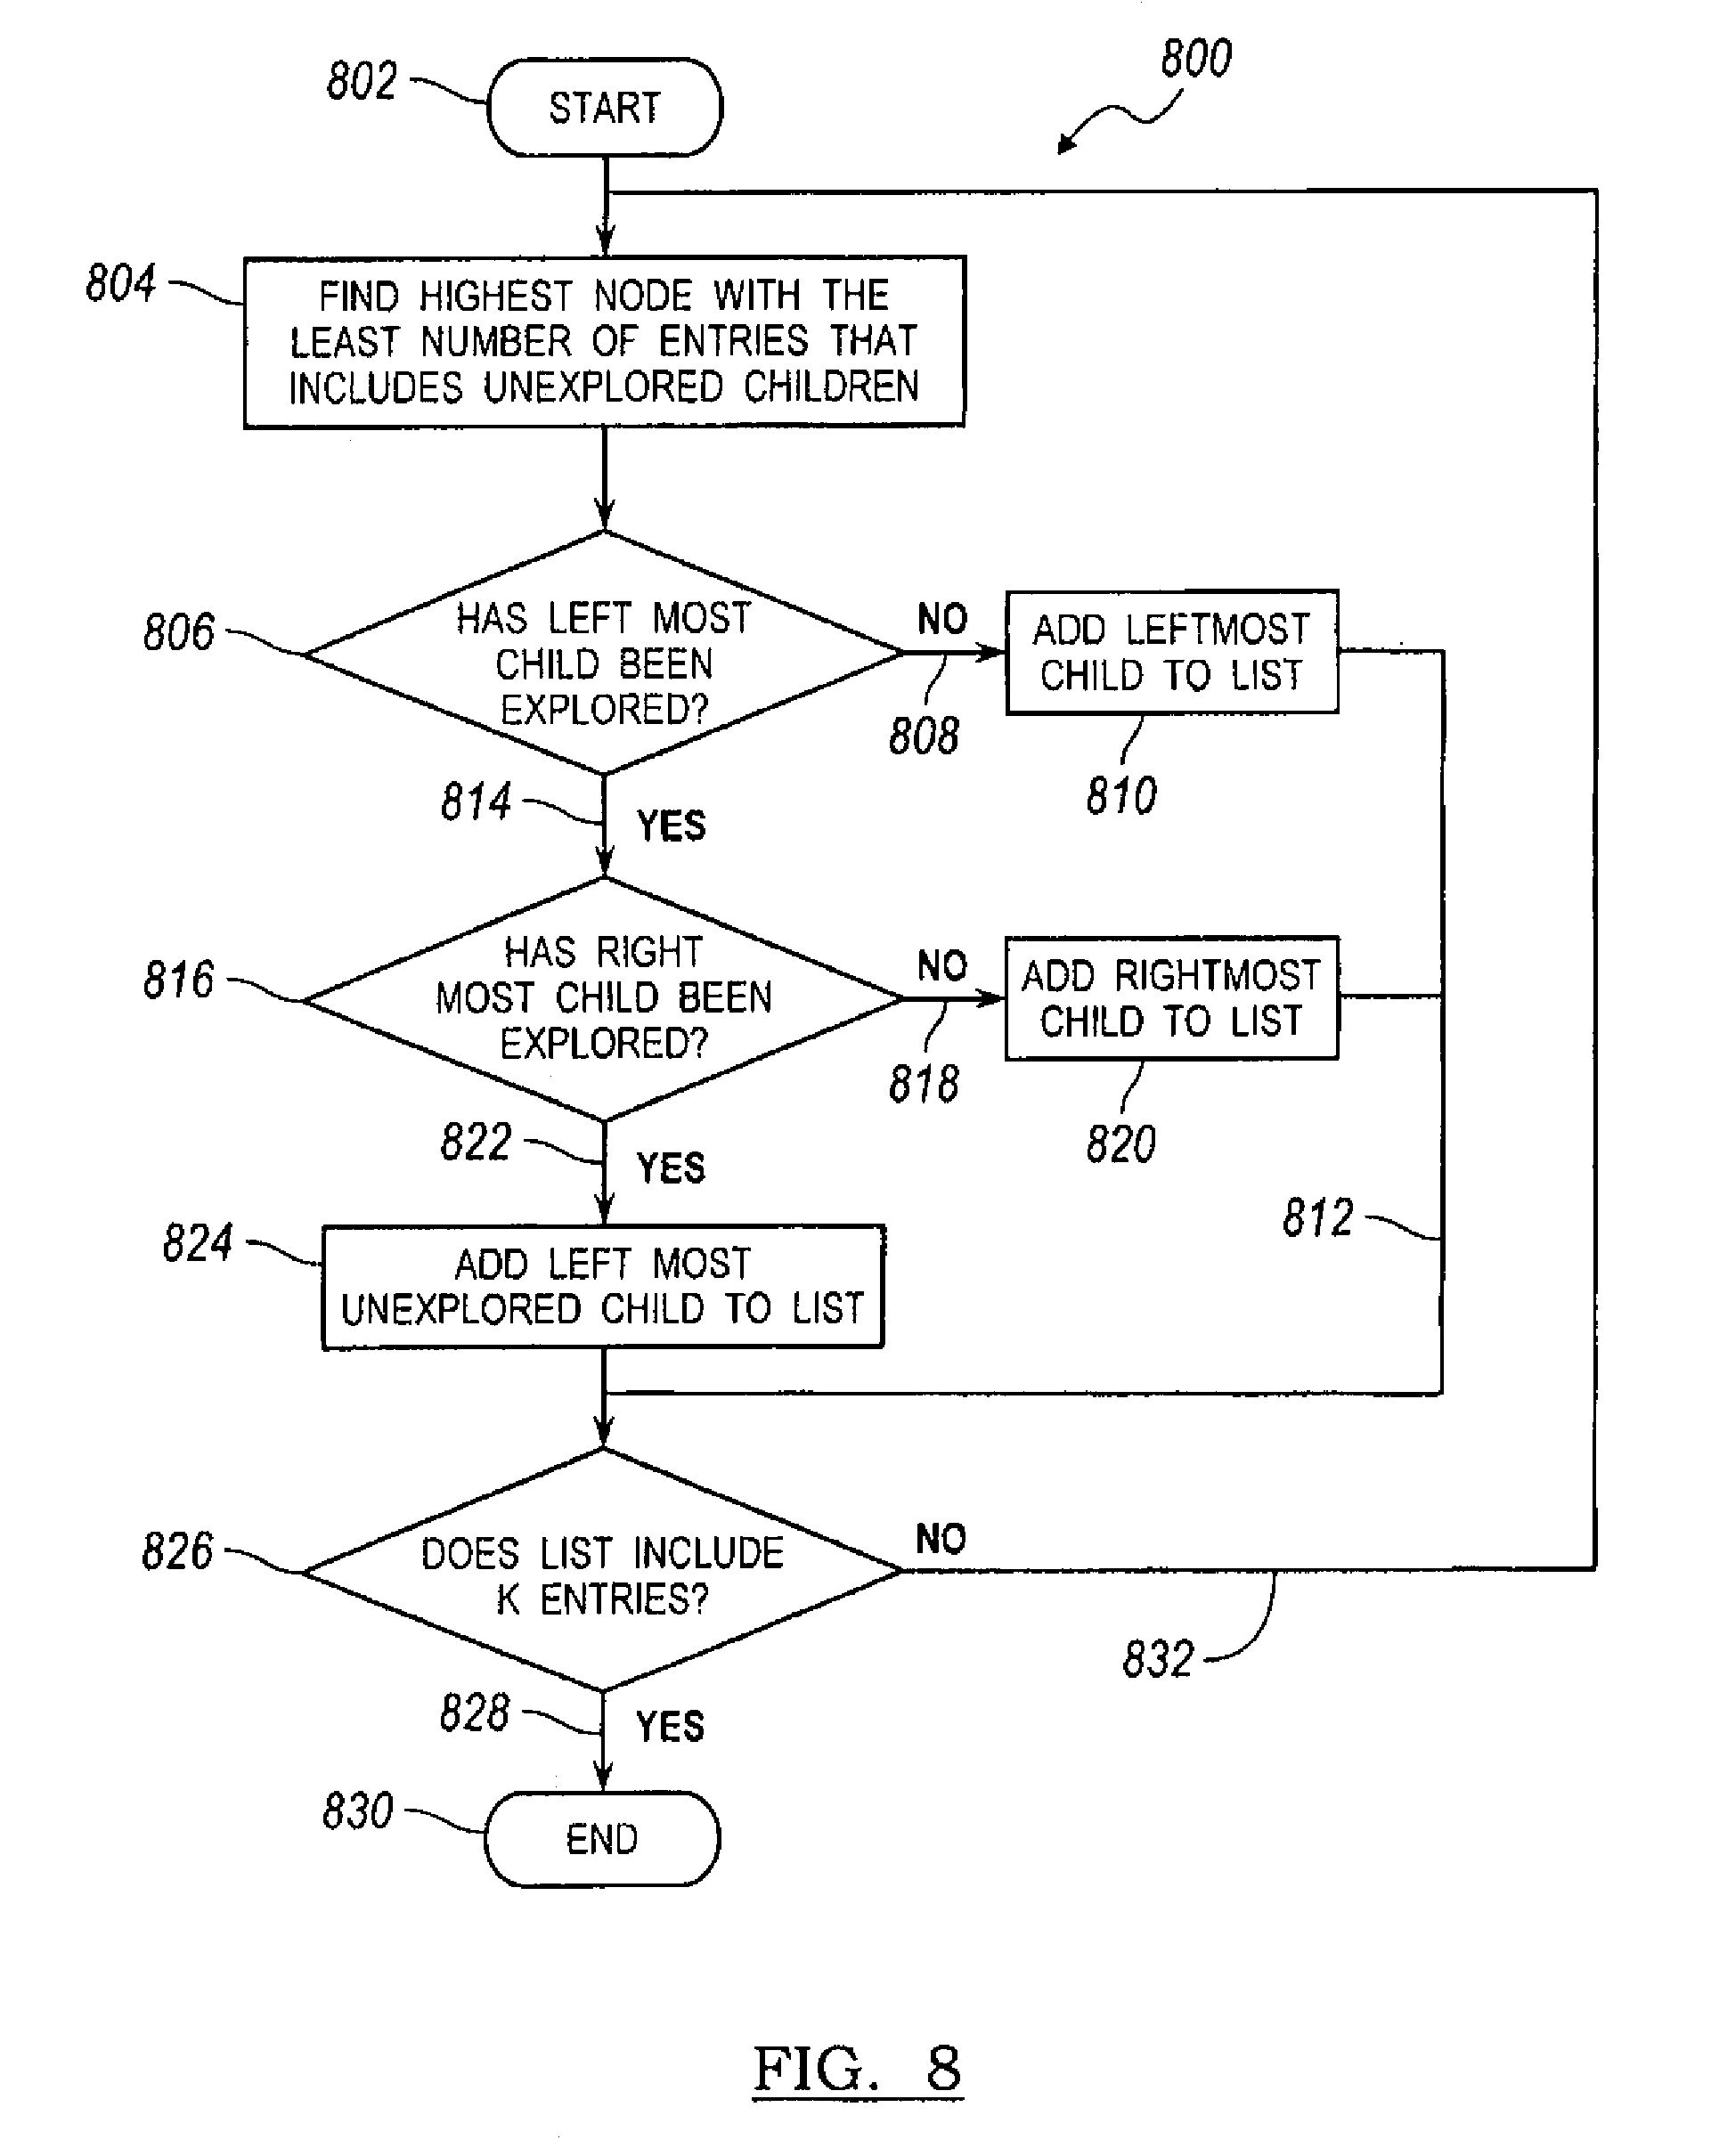 800
802
START
804
FIND HIGHEST NODE WITH THE
LEAST NUMBER OF ENTRIES THAT
INCLUDES UNEXPLORED CHILDREN
806
HAS LEFT MOST
CHILD BEEN
EXPLORED?
NO
808
ADD LEFTMOST
CHILD TO LIST
810
814
YES
816
HAS RIGHT
MOST CHILD BEEN
EXPLORED?
NO
818
ADD RIGHTMOST
CHILD TO LIST
820
822
YES
812
824
ADD LEFT MOST
UNEXPLORED CHILD TO LIST
826
DOES LIST INCLUDE
K ENTRIES?
NO
832
828
YES
830
END
FIG. 8